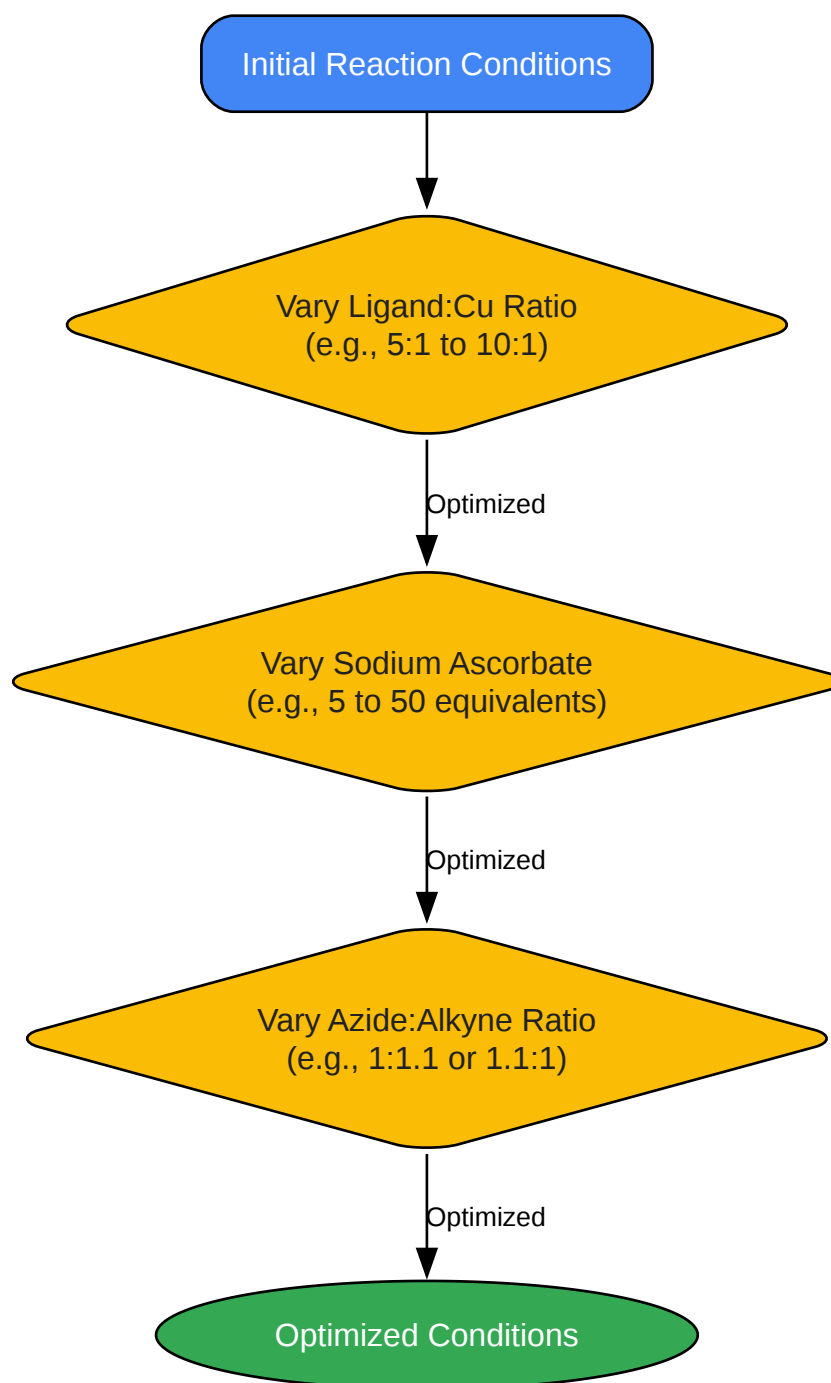 Initial Reaction Conditions
Vary Ligand:Cu Ratio
(e.g., 5:1 to 10:1)
Optimized
Vary Sodium Ascorbate
(e.g., 5 to 50 equivalents)
Optimized
Vary Azide:Alkyne Ratio
(e.g., 1:1.1 or 1.1:1)
Optimized
Optimized Conditions